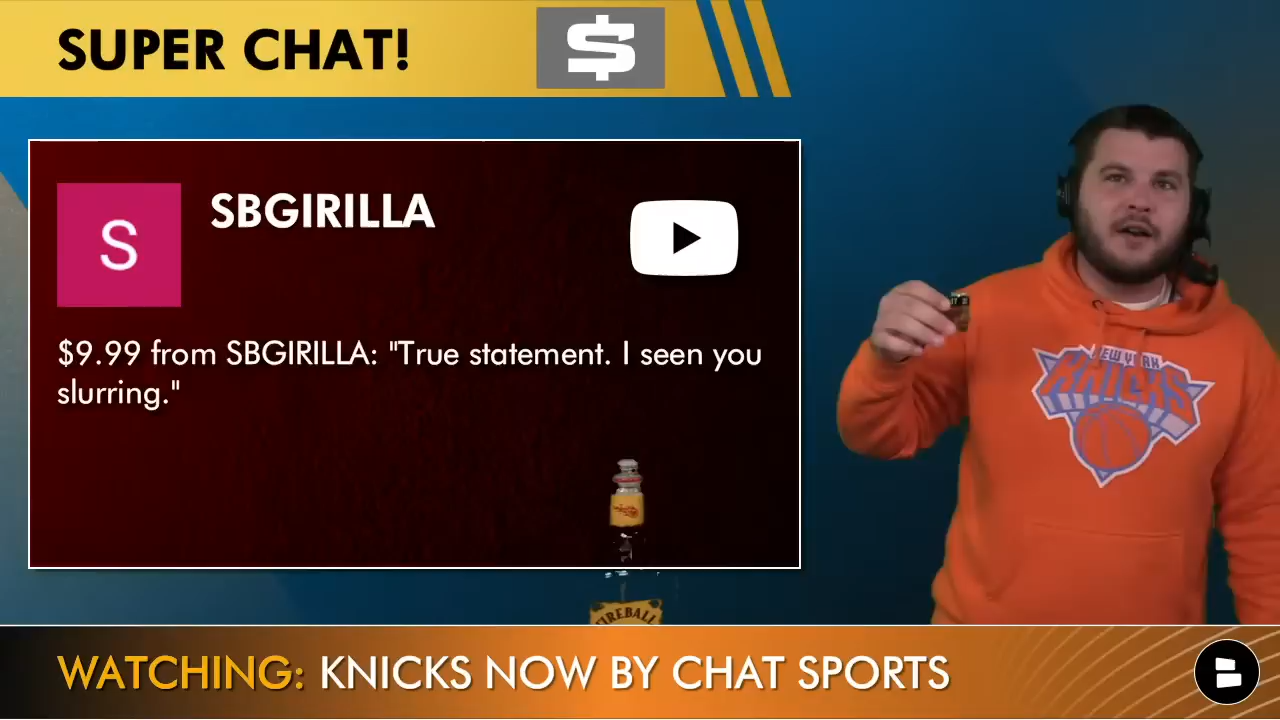 SUPER CHAT!
$
S
SBGIRILLA
$9.99 from SBGIRILLA: "True statement. I seen you
slurring."
NEW YORK
KNICKS
FIREBALL
WATCHING: KNICKS NOW BY CHAT SPORTS